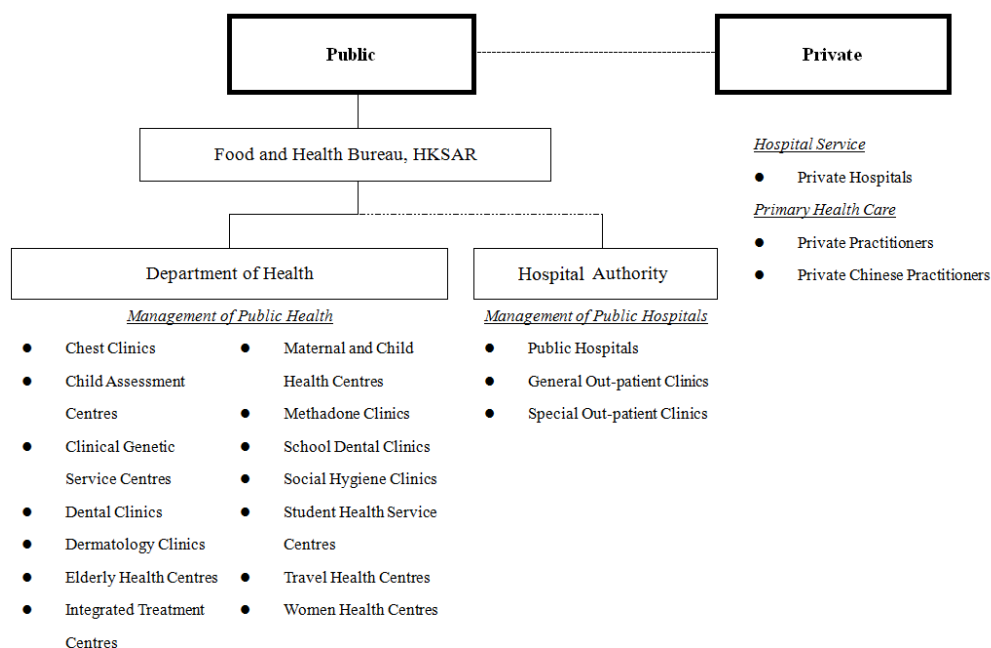 Public
Private
Food and Health Bureau, HKSAR
Hospital Service
● Private Hospitals
Primary Health Care
● Private Practitioners
● Private Chinese Practitioners
Department of Health
Management of Public Health
● Chest Clinics
● Child Assessment
Centres
● Clinical Genetic
Service Centres
● Dental Clinics
● Dermatology Clinics
● Elderly Health Centres
● Integrated Treatment
Centres
● Maternal and Child
Health Centres
● Methadone Clinics
● School Dental Clinics
● Social Hygiene Clinics
● Student Health Service
Centres
● Travel Health Centres
● Women Health Centres
Hospital Authority
Management of Public Hospitals
● Public Hospitals
● General Out-patient Clinics
● Special Out-patient Clinics